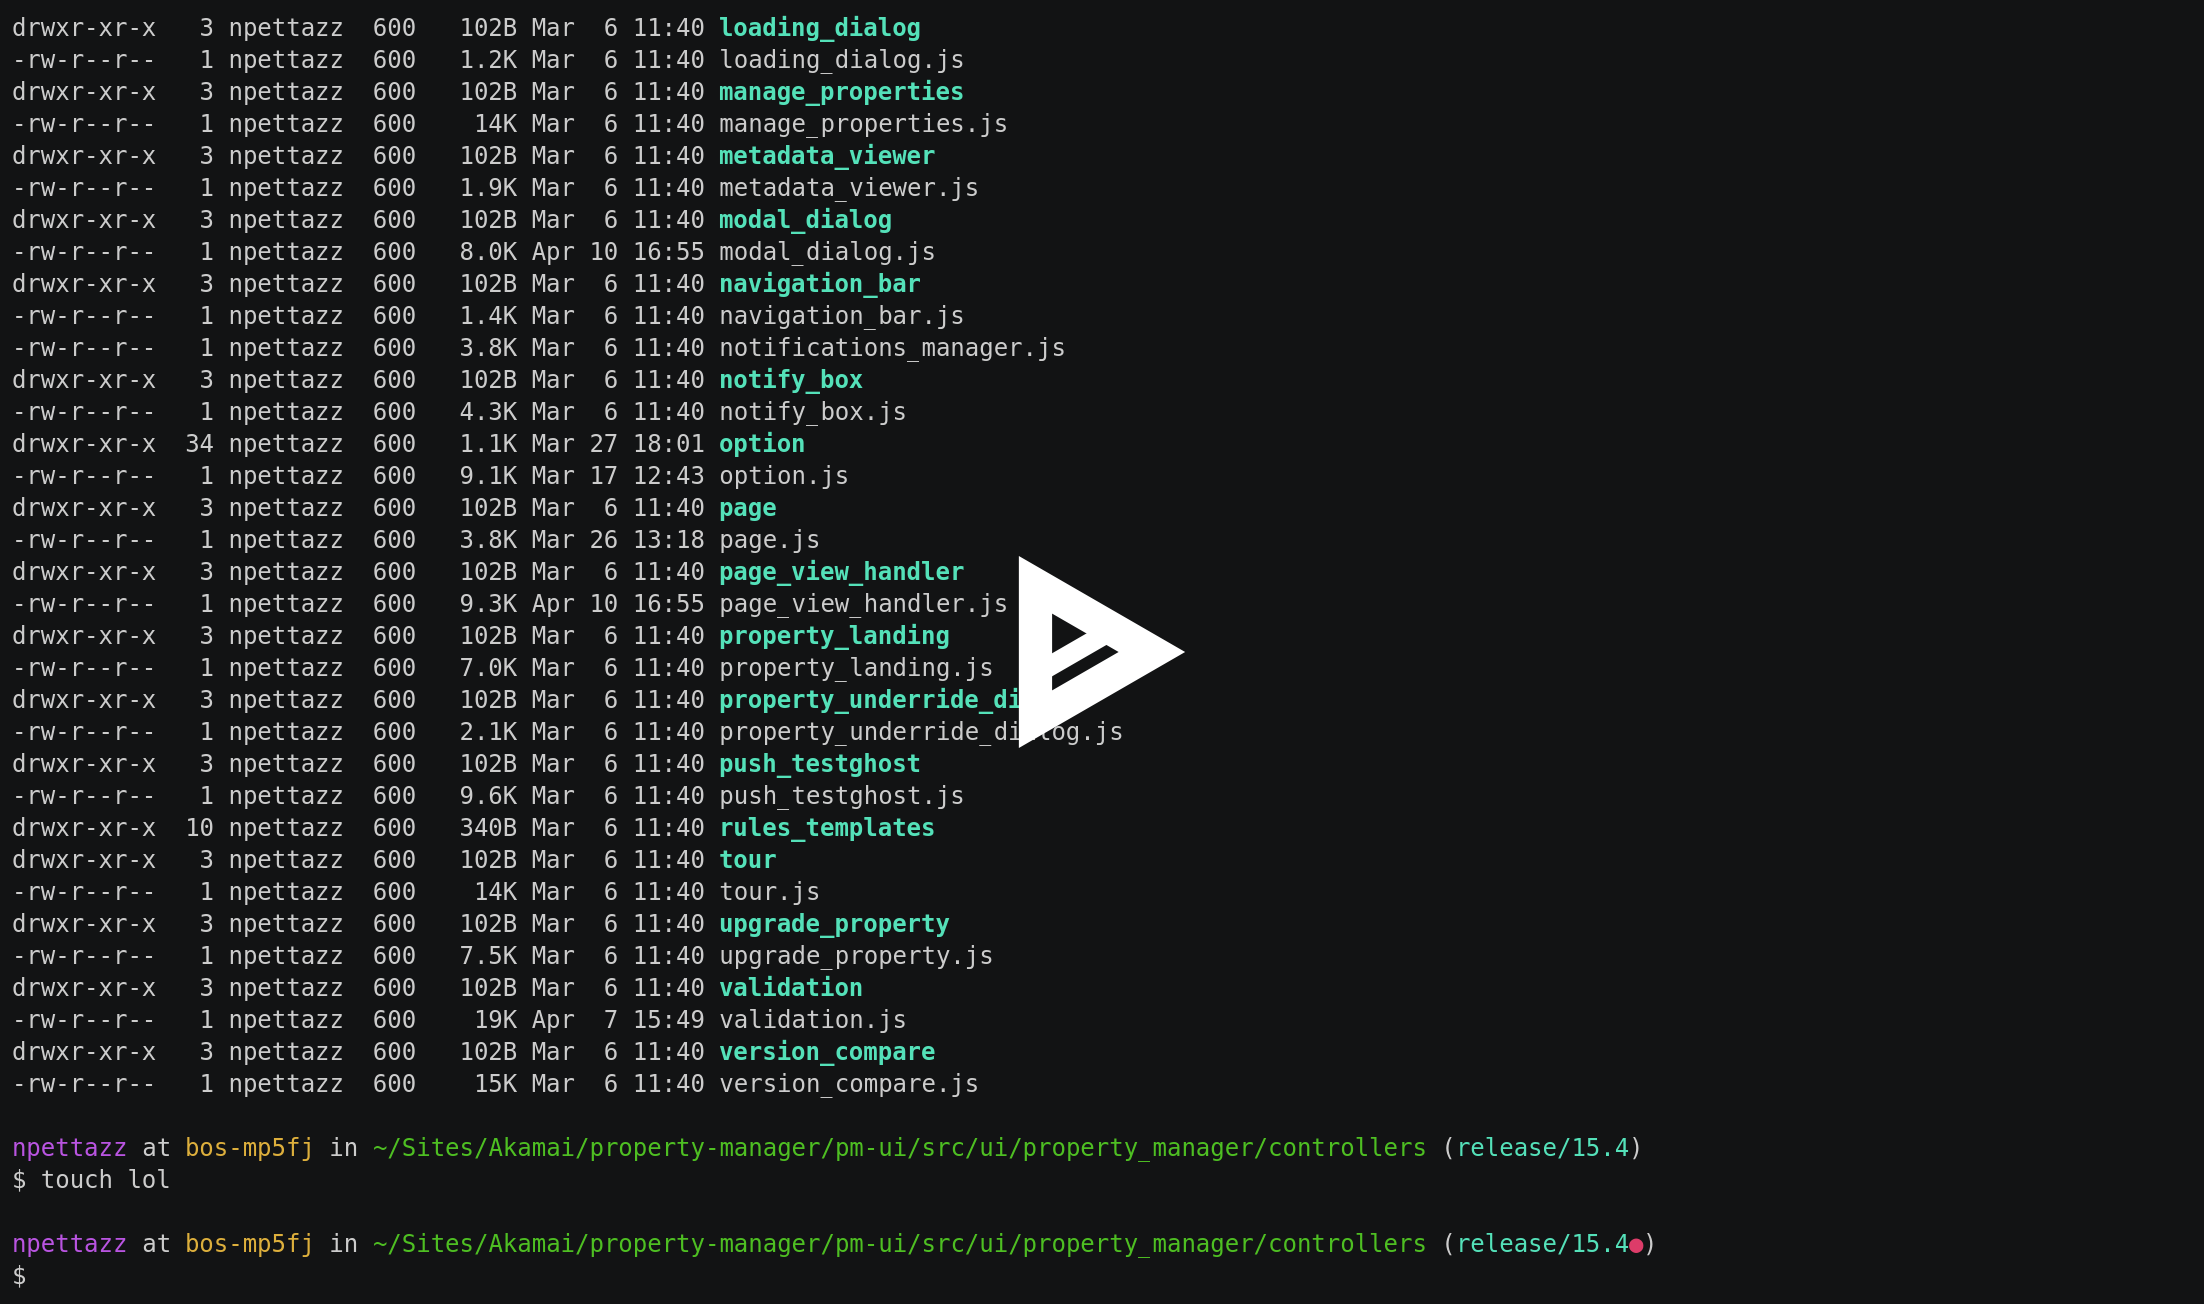 drwxr-xr-x   3 npettazz  600   102B Mar  6 11:40 loading_dialog
-rw-r--r--   1 npettazz  600   1.2K Mar  6 11:40 loading_dialog.js
drwxr-xr-x   3 npettazz  600   102B Mar  6 11:40 manage_properties
-rw-r--r--   1 npettazz  600    14K Mar  6 11:40 manage_properties.js
drwxr-xr-x   3 npettazz  600   102B Mar  6 11:40 metadata_viewer
-rw-r--r--   1 npettazz  600   1.9K Mar  6 11:40 metadata_viewer.js
drwxr-xr-x   3 npettazz  600   102B Mar  6 11:40 modal_dialog
-rw-r--r--   1 npettazz  600   8.0K Apr 10 16:55 modal_dialog.js
drwxr-xr-x   3 npettazz  600   102B Mar  6 11:40 navigation_bar
-rw-r--r--   1 npettazz  600   1.4K Mar  6 11:40 navigation_bar.js
-rw-r--r--   1 npettazz  600   3.8K Mar  6 11:40 notifications_manager.js
drwxr-xr-x   3 npettazz  600   102B Mar  6 11:40 notify_box
-rw-r--r--   1 npettazz  600   4.3K Mar  6 11:40 notify_box.js
drwxr-xr-x  34 npettazz  600   1.1K Mar 27 18:01 option
-rw-r--r--   1 npettazz  600   9.1K Mar 17 12:43 option.js
drwxr-xr-x   3 npettazz  600   102B Mar  6 11:40 page
-rw-r--r--   1 npettazz  600   3.8K Mar 26 13:18 page.js
drwxr-xr-x   3 npettazz  600   102B Mar  6 11:40 page_view_handler
-rw-r--r--   1 npettazz  600   9.3K Apr 10 16:55 page_view_handler.js
drwxr-xr-x   3 npettazz  600   102B Mar  6 11:40 property_landing
-rw-r--r--   1 npettazz  600   7.0K Mar  6 11:40 property_landing.js
drwxr-xr-x   3 npettazz  600   102B Mar  6 11:40 property_underride_di
-rw-r--r--   1 npettazz  600   2.1K Mar  6 11:40 property_underride_dialog.js
drwxr-xr-x   3 npettazz  600   102B Mar  6 11:40 push_testghost
-rw-r--r--   1 npettazz  600   9.6K Mar  6 11:40 push_testghost.js
drwxr-xr-x  10 npettazz  600   340B Mar  6 11:40 rules_templates
drwxr-xr-x   3 npettazz  600   102B Mar  6 11:40 tour
-rw-r--r--   1 npettazz  600    14K Mar  6 11:40 tour.js
drwxr-xr-x   3 npettazz  600   102B Mar  6 11:40 upgrade_property
-rw-r--r--   1 npettazz  600   7.5K Mar  6 11:40 upgrade_property.js
drwxr-xr-x   3 npettazz  600   102B Mar  6 11:40 validation
-rw-r--r--   1 npettazz  600    19K Apr  7 15:49 validation.js
drwxr-xr-x   3 npettazz  600   102B Mar  6 11:40 version_compare
-rw-r--r--   1 npettazz  600    15K Mar  6 11:40 version_compare.js
npettazz at bos-mp5fj in ~/Sites/Akamai/property-manager/pm-ui/src/ui/property_manager/controllers (release/15.4)
$ touch lol
npettazz at bos-mp5fj in ~/Sites/Akamai/property-manager/pm-ui/src/ui/property_manager/controllers (release/15.4●)
$